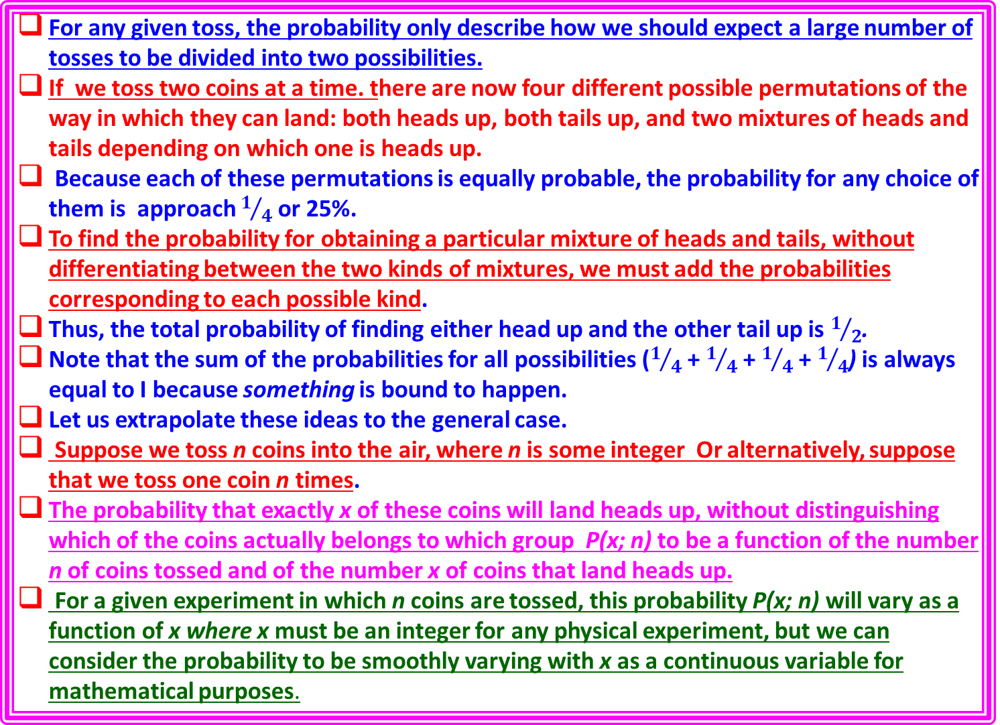 ❑ For any given toss, the probability only describe how we should expect a large number of
tosses to be divided into two possibilities.
❑ If we toss two coins at a time. there are now four different possible permutations of the
way in which they can land: both heads up, both tails up, and two mixtures of heads and
tails depending on which one is heads up.
❑ Because each of these permutations is equally probable, the probability for any choice of
them is approach 1/4 or 25%.
❑ To find the probability for obtaining a particular mixture of heads and tails, without
differentiating between the two kinds of mixtures, we must add the probabilities
corresponding to each possible kind.
❑ Thus, the total probability of finding either head up and the other tail up is 1/2.
❑ Note that the sum of the probabilities for all possibilities (1/4 + 1/4 + 1/4 + 1/4) is always
equal to I because something is bound to happen.
❑ Let us extrapolate these ideas to the general case.
❑ Suppose we toss n coins into the air, where n is some integer Or alternatively, suppose
that we toss one coin n times.
❑ The probability that exactly x of these coins will land heads up, without distinguishing
which of the coins actually belongs to which group P(x; n) to be a function of the number
n of coins tossed and of the number x of coins that land heads up.
❑ For a given experiment in which n coins are tossed, this probability P(x; n) will vary as a
function of x where x must be an integer for any physical experiment, but we can
consider the probability to be smoothly varying with x as a continuous variable for
mathematical purposes.